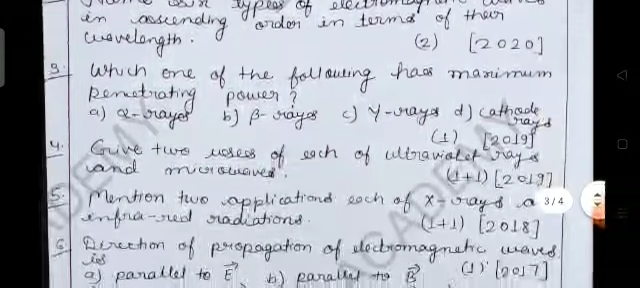 Name six types of electromagnetic waves
in ascending order in terms of their
wavelength. (2) [2020]
3. Which one of the following has maximum
penetrating power?
a) α-rays b) β-rays c) γ-rays d) cathode
rays
(1) [2019]
4. Give two uses of each of ultraviolet rays
and microwaves. (1+1) [2019]
5. Mention two applications each of X-rays a
infra-red radiations. (1+1) [2018]
3/4
6. Direction of propagation of electromagnetic waves
is
a) parallel to E⃗, b) parallel to B⃗ (1) [2017]
ACADEMY